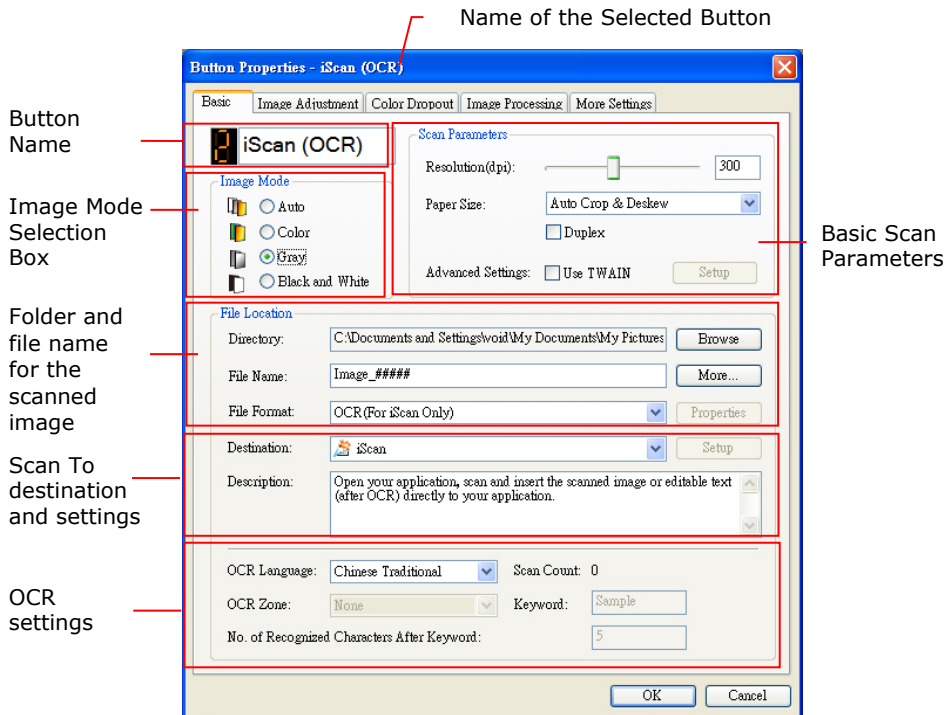 Name of the Selected Button
Button Properties - iScan (OCR)
Basic Image Adjustment Color Dropout Image Processing More Settings
Button
Name
2 iScan (OCR)
Image Mode
Auto
Color
Gray
Black and White
Image Mode
Selection
Box
Scan Parameters
Resolution(dpi): 300
Paper Size: Auto Crop & Deskew
Duplex
Advanced Settings: Use TWAIN Setup
Basic Scan
Parameters
Folder and
file name
for the
scanned
image
File Location
Directory: C:\Documents and Settings\void\My Documents\My Pictures Browse
File Name: Image_##### More...
File Format: OCR(For iScan Only) Properties
Scan To
destination
and settings
Destination: iScan Setup
Description: Open your application, scan and insert the scanned image or editable text
(after OCR) directly to your application.
OCR
settings
OCR Language: Chinese Traditional Scan Count: 0
OCR Zone: None Keyword: Sample
No. of Recognized Characters After Keyword: 5
OK Cancel